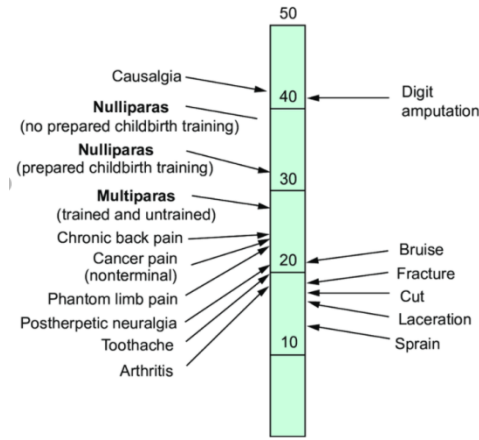 50
Causalgia
40
Digit
amputation
Nulliparas
(no prepared childbirth training)
Nulliparas
(prepared childbirth training)
30
Multiparas
(trained and untrained)
Chronic back pain
Cancer pain
(nonterminal)
20
Phantom limb pain
Postherpetic neuralgia
Toothache
Arthritis
Bruise
Fracture
Cut
Laceration
Sprain
10